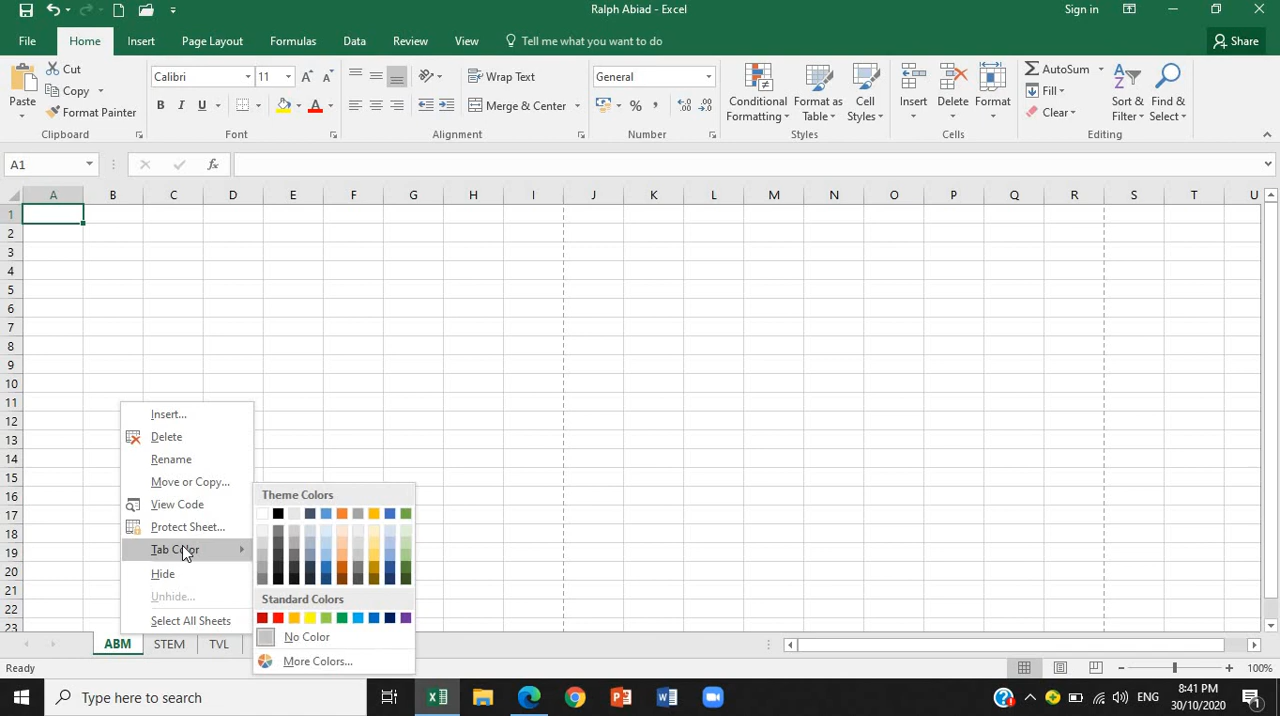 Ralph Abiad - Excel
Sign in
File Home Insert Page Layout Formulas Data Review View Tell me what you want to do
Share
Paste
Cut
Copy
Format Painter
Clipboard
Calibri 11
B I U
A
Font
Wrap Text
Merge & Center
Alignment
General
%
Number
Conditional Formatting
Format as Table
Cell Styles
Styles
Insert Delete Format
Cells
AutoSum
Fill
Clear
Sort & Filter
Find & Select
Editing
A1
fx
A B C D E F G H I J K L M N O P Q R S T U
1
2
3
4
5
6
7
8
9
10
11
12
13
14
15
16
17
18
19
20
21
22
23
Insert...
Delete
Rename
Move or Copy...
View Code
Protect Sheet...
Tab Color
Hide
Unhide...
Select All Sheets
Theme Colors
Standard Colors
No Color
More Colors...
ABM STEM TVL
Ready
100%
Type here to search
ENG
8:41 PM
30/10/2020
1